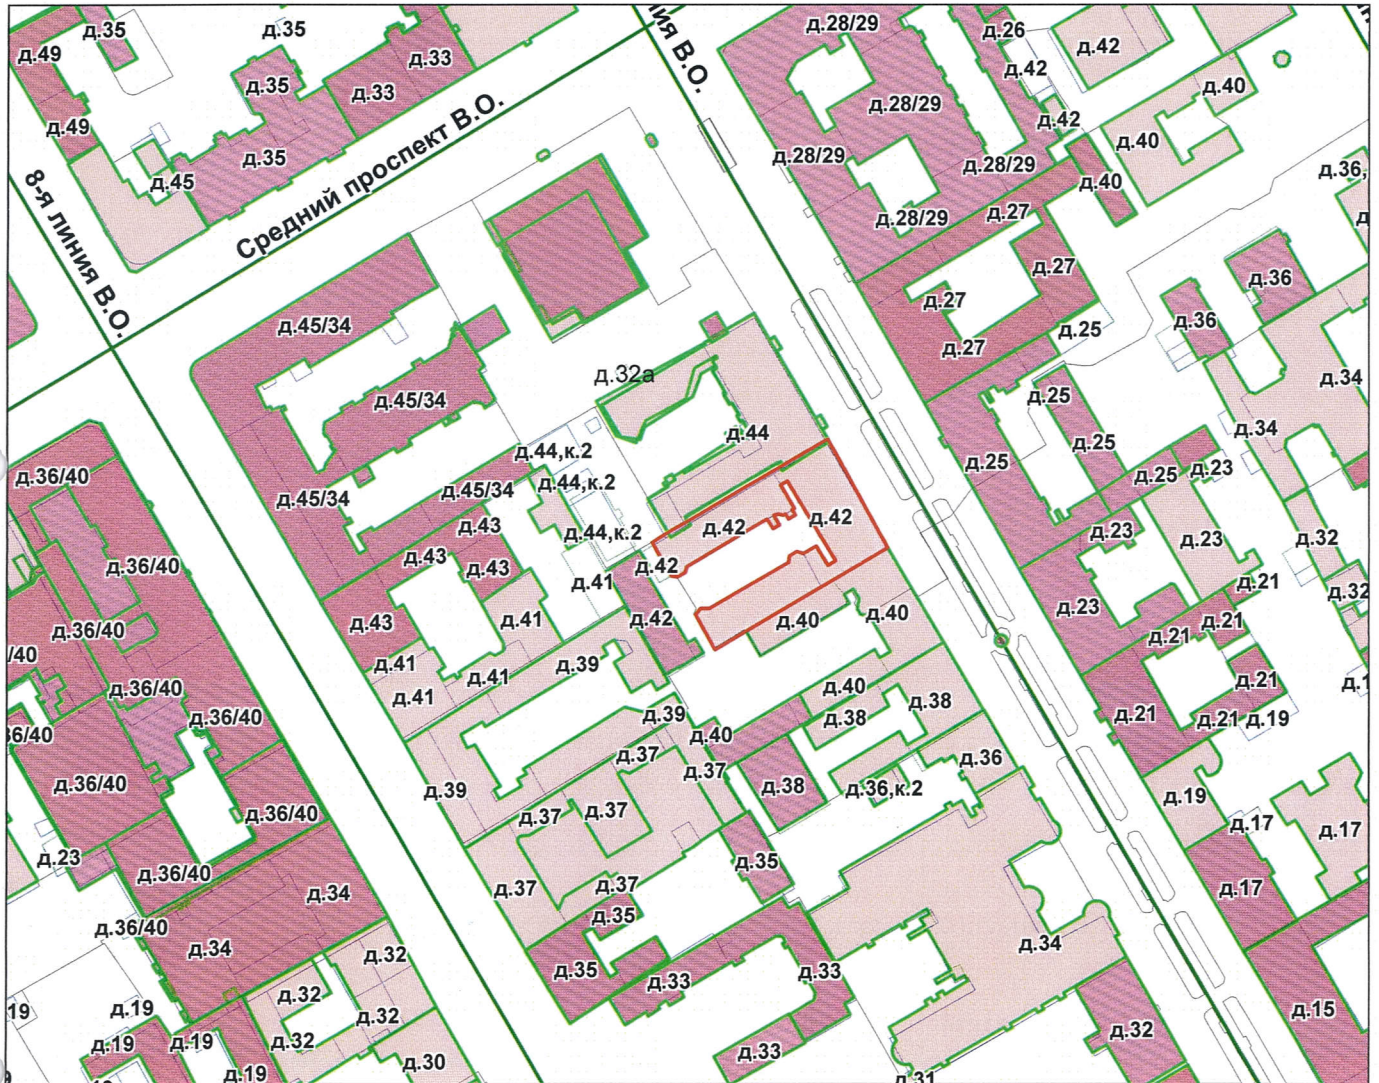 д.35
д.35
д.49
д.33
д.35
д.33
д.49
д.35
д.45
8-я линия В.О.
Средний проспект В.О.
линия В.О.
д.28/29
д.26
д.42
д.42
д.28/29
д.42
д.40
д.40
д.28/29
д.28/29
д.40
д.36,
д.28/29
д.27
д.27
д.36
д.27
д.25
д.36
д.27
д.34
д.45/34
д.32а
д.45/34
д.25
д.44
д.25
д.34
д.44,к.2
д.25
д.25
д.23
д.36/40
д.45/34
д.45/34
д.44,к.2
д.43
д.44,к.2
д.42
д.42
д.23
д.23
д.32
д.43
д.43
д.42
д.41
д.36/40
д.21
д.32
д.43
д.41
д.42
д.40
д.40
д.23
д.21
д.21
д.36/40
/40
д.41
д.41
д.39
д.41
д.40
д.38
д.21
д.36/40
д.39
д.38
д.21
д.21
д.19
36/40
д.36/40
д.40
д.37
д.37
д.36
д.36/40
д.39
д.38
д.36,к.2
д.19
д.37
д.37
д.36/40
д.17
д.17
д.23
д.36/40
д.35
д.37
д.37
д.17
д.34
д.35
д.36/40
д.34
д.32
д.35
д.33
д.33
д.34
д.32
д.32
д.19
19
д.32
д.15
д.19
д.19
д.32
д.30
д.33
д.19
д.31